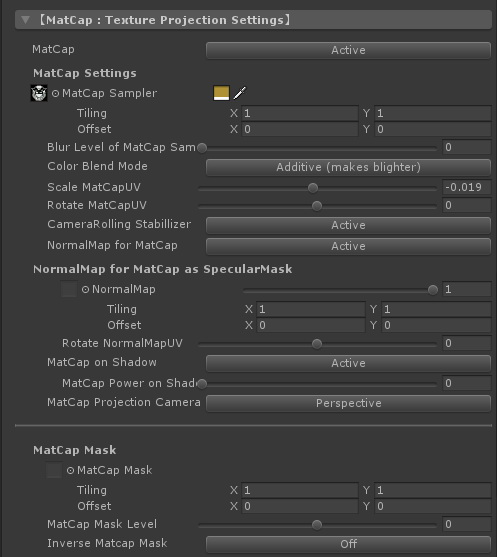 【MatCap : Texture Projection Settings】
MatCap Active
MatCap Settings
MatCap Sampler
Tiling X 1 Y 1
Offset X 0 Y 0
Blur Level of MatCap Sam 0
Color Blend Mode Additive (makes blighter)
Scale MatCapUV -0.019
Rotate MatCapUV 0
CameraRolling Stabillizer Active
NormalMap for MatCap Active
NormalMap for MatCap as SpecularMask
NormalMap 1
Tiling X 1 Y 1
Offset X 0 Y 0
Rotate NormalMapUV 0
MatCap on Shadow Active
MatCap Power on Shad 0
MatCap Projection Camera Perspective
MatCap Mask
MatCap Mask
Tiling X 1 Y 1
Offset X 0 Y 0
MatCap Mask Level 0
Inverse Matcap Mask Off